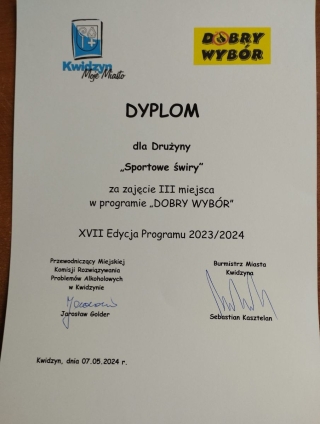 Kwidzyn
Moje Miasto
DOBRY
WYBÓR
DYPLOM
dla Drużyny
„Sportowe świry"
za zajęcie III miejsca
w programie „DOBRY WYBÓR"
XVII Edycja Programu 2023/2024
Przewodniczący Miejskiej
Komisji Rozwiązywania
Problemów Alkoholowych
w Kwidzynie
Jarosław Golder
Burmistrz Miasta
Kwidzyna
Sebastian Kasztelan
Kwidzyn, dnia 07.05.2024 r.